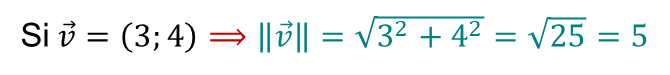 Si v⃗ = (3; 4) ⟹ ‖v⃗‖ = √(3² + 4²) = √25 = 5